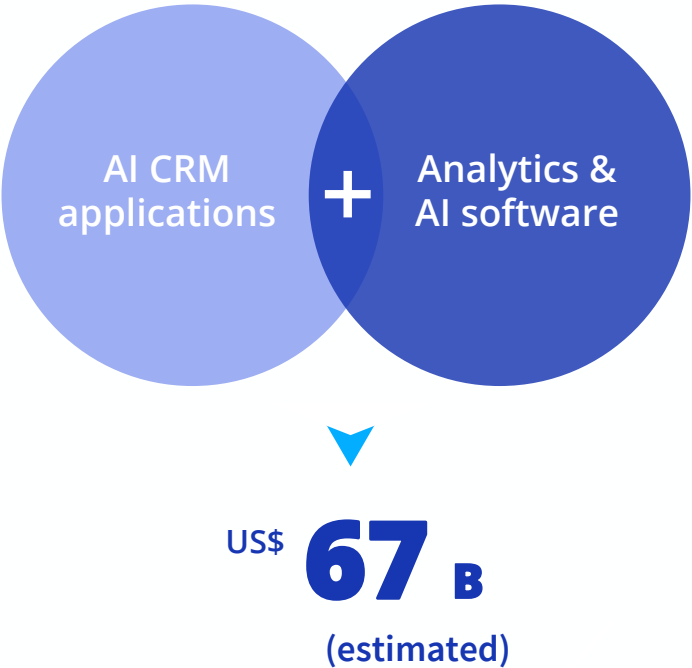 AI CRM
applications
+
Analytics &
AI software
US$ 67 B
(estimated)